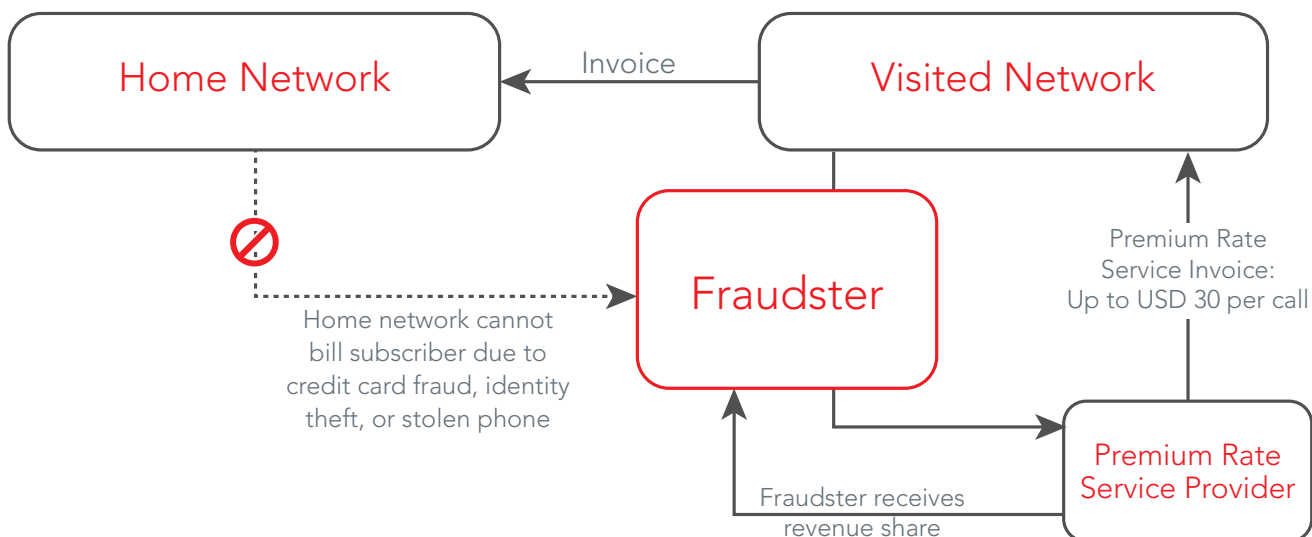 Home Network
Invoice
Visited Network
Fraudster
Premium Rate
Service Invoice:
Up to USD 30 per call
Home network cannot
bill subscriber due to
credit card fraud, identity
theft, or stolen phone
Premium Rate
Service Provider
Fraudster receives
revenue share